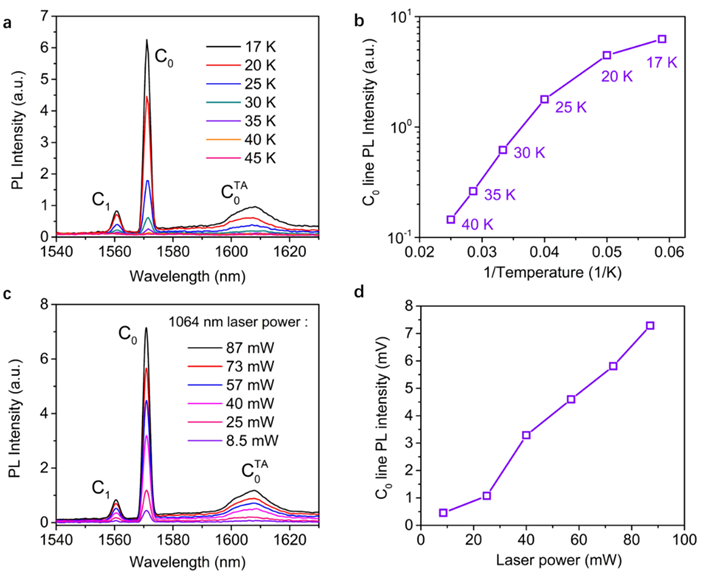 a
7
6
5
4
3
2
1
0
PL Intensity (a.u.)
C₀
C₁
C₀ᵀᴬ
17 K
20 K
25 K
30 K
35 K
40 K
45 K
1540 1560 1580 1600 1620
Wavelength (nm)
b
10¹
10⁰
10⁻¹
C₀ line PL Intensity (a.u.)
17 K
20 K
25 K
30 K
35 K
40 K
0.02 0.03 0.04 0.05 0.06
1/Temperature (1/K)
c
8
6
4
2
0
PL Intensity (a.u.)
1064 nm laser power :
C₀
C₁
C₀ᵀᴬ
87 mW
73 mW
57 mW
40 mW
25 mW
8.5 mW
1540 1560 1580 1600 1620
Wavelength (nm)
d
8
7
6
5
4
3
2
1
0
C₀ line PL intensity (mV)
0 20 40 60 80 100
Laser power (mW)